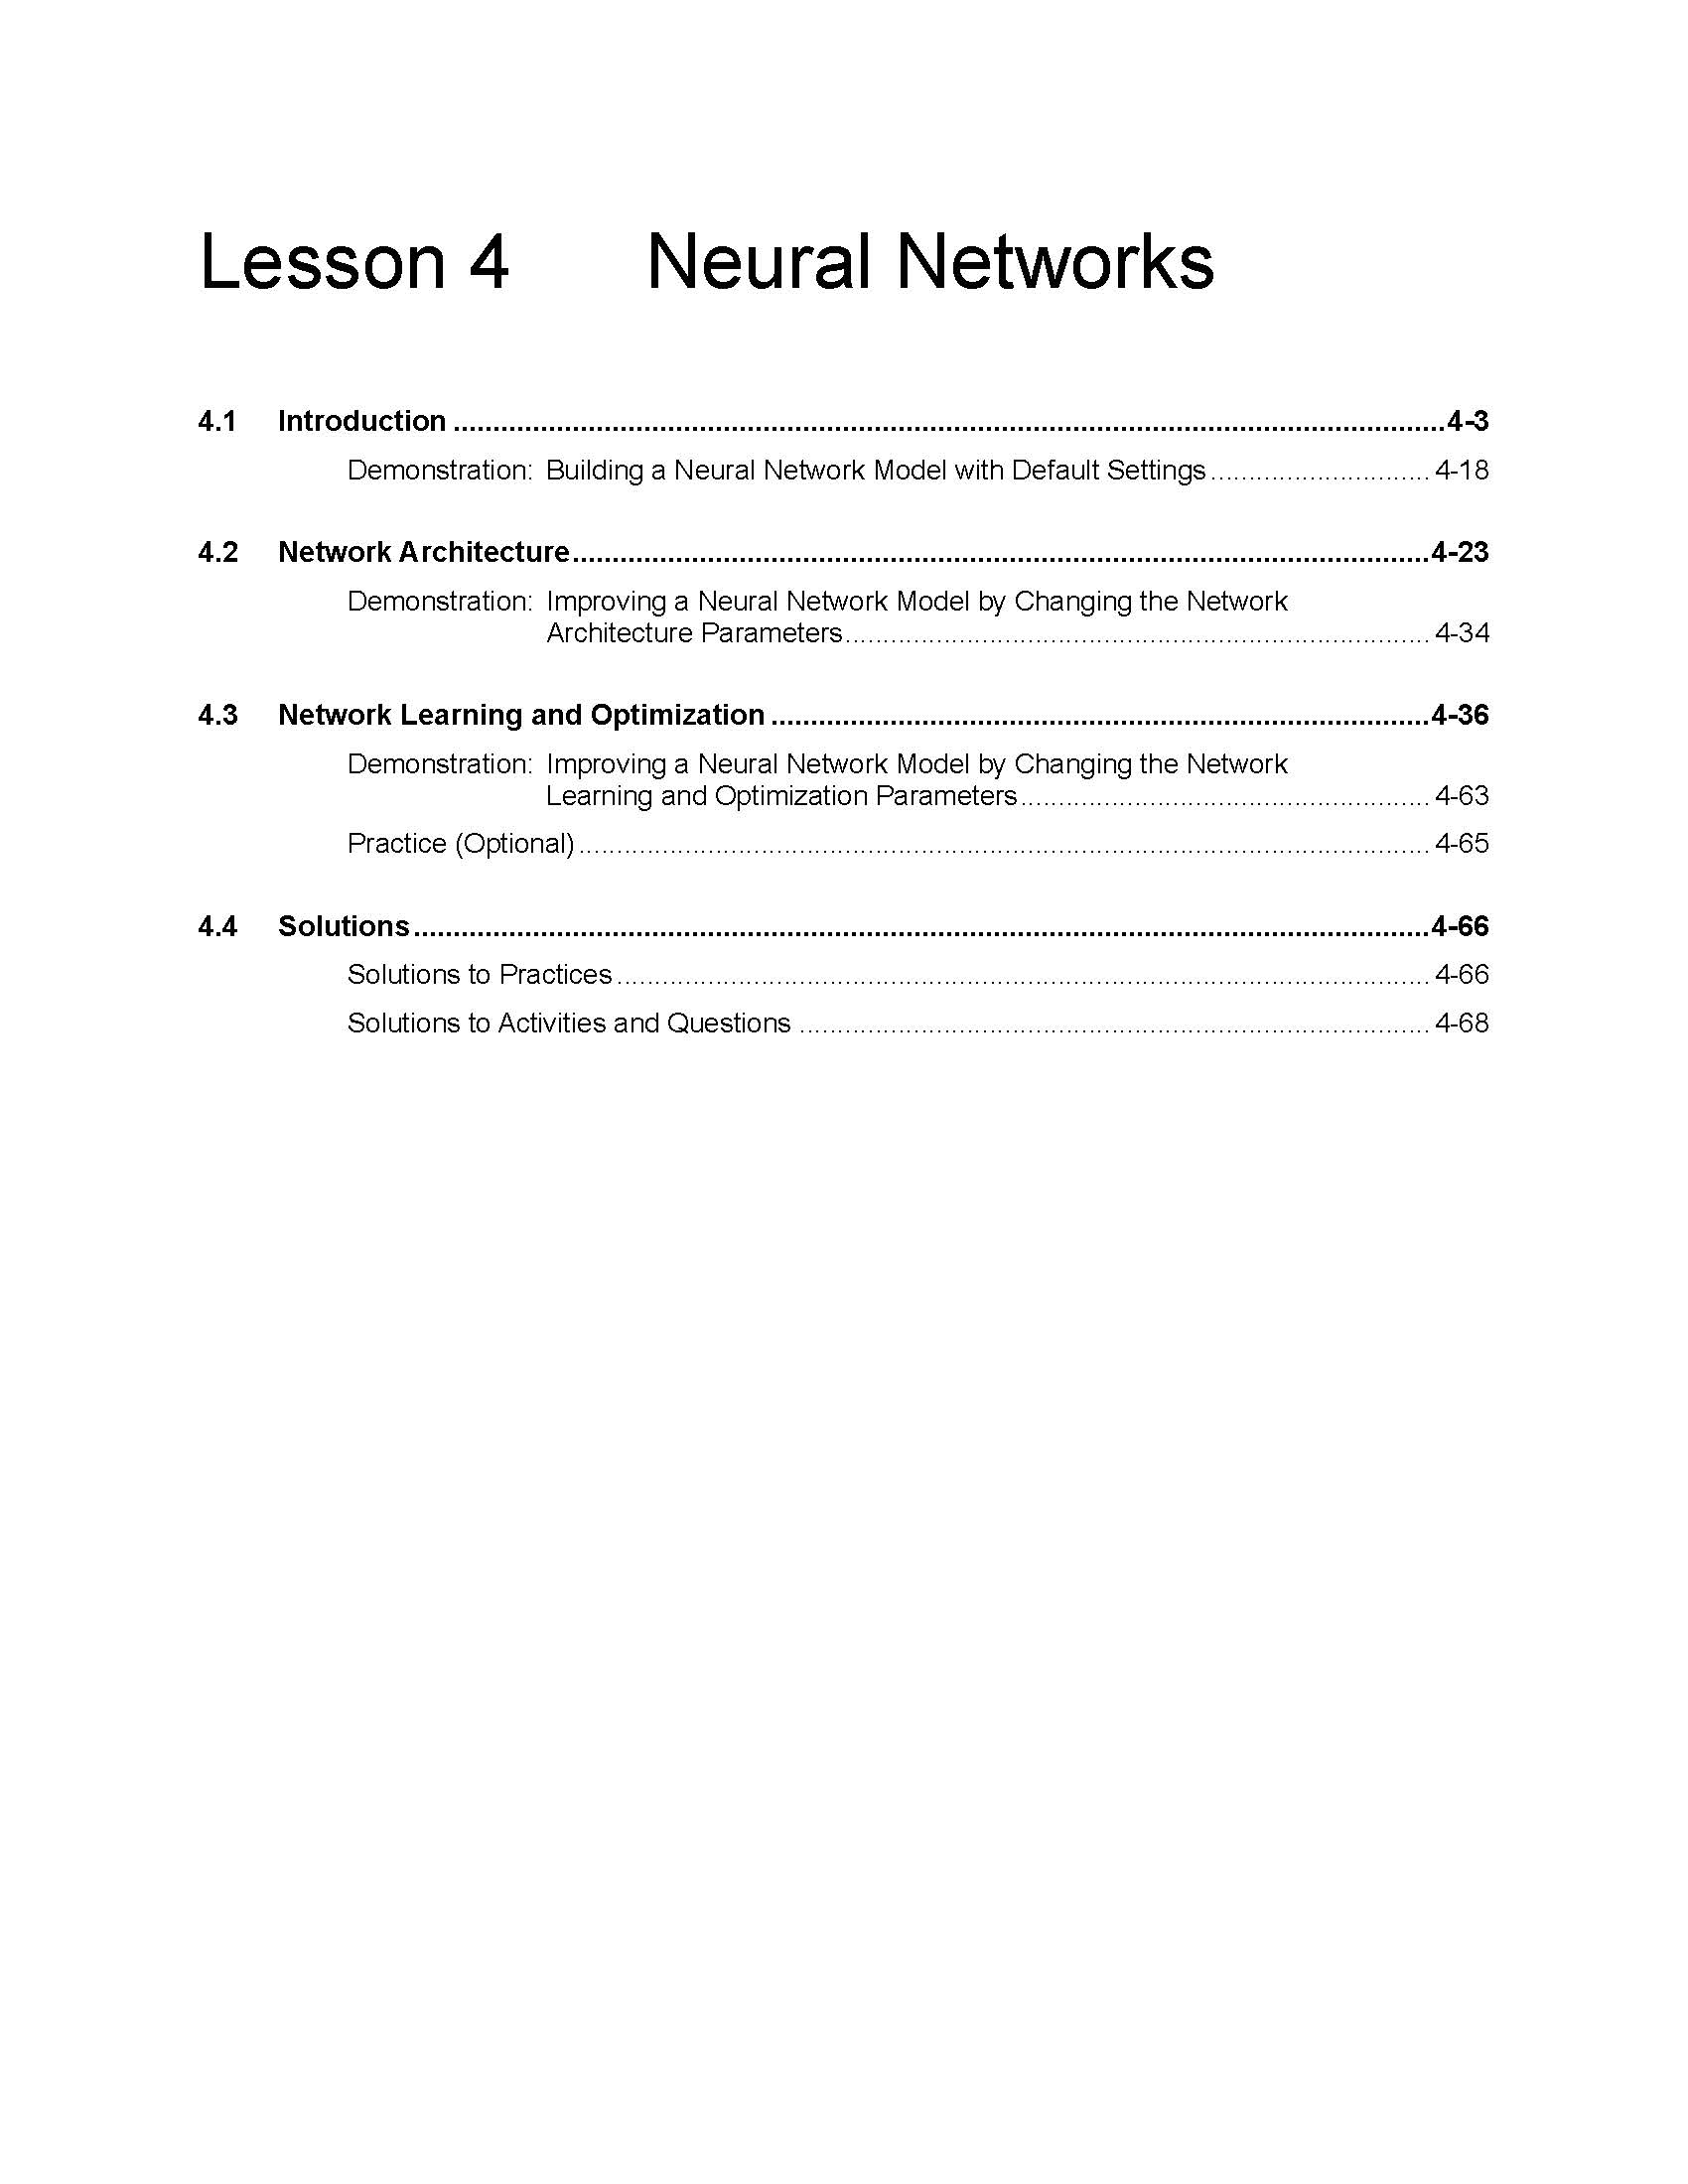 Lesson 4 Neural Networks
4.1 Introduction ..................................................................................................................4-3
Demonstration: Building a Neural Network Model with Default Settings ............................. 4-18
4.2 Network Architecture..................................................................................................4-23
Demonstration: Improving a Neural Network Model by Changing the Network
Architecture Parameters............................................................................. 4-34
4.3 Network Learning and Optimization ...........................................................................4-36
Demonstration: Improving a Neural Network Model by Changing the Network
Learning and Optimization Parameters...................................................... 4-63
Practice (Optional)................................................................................................................ 4-65
4.4 Solutions.....................................................................................................................4-66
Solutions to Practices ........................................................................................................... 4-66
Solutions to Activities and Questions ................................................................................... 4-68